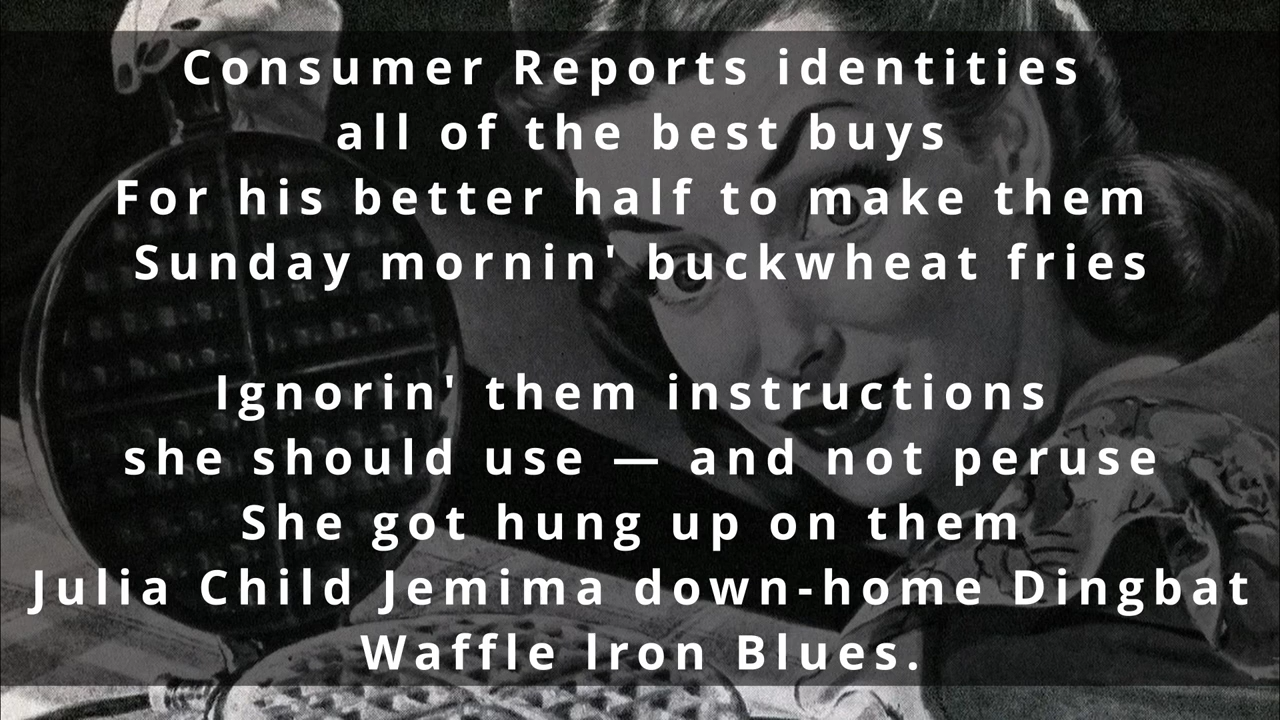 Consumer Reports identities
all of the best buys
For his better half to make them
Sunday mornin' buckwheat fries
Ignorin' them instructions
she should use — and not peruse
She got hung up on them
Julia Child Jemima down-home Dingbat
Waffle Iron Blues.